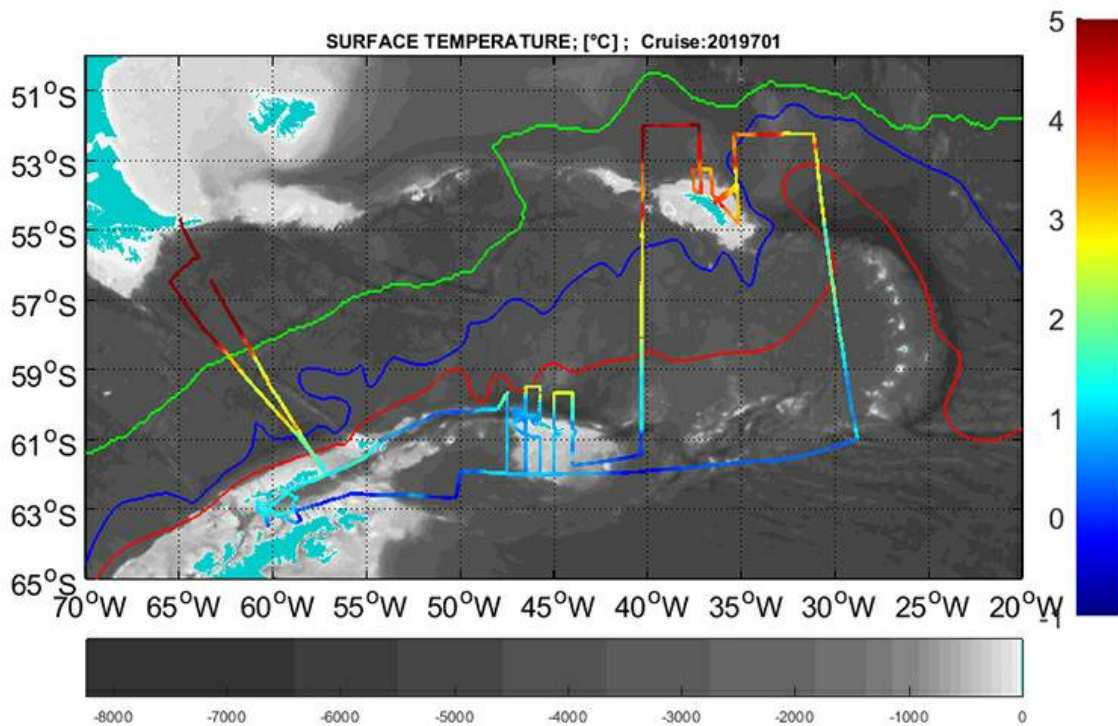 SURFACE TEMPERATURE; [°C] ; Cruise:2019701
5
51°S
4
53°S
55°S
3
57°S
2
59°S
1
61°S
0
63°S
65°S
70°W 65°W 60°W 55°W 50°W 45°W 40°W 35°W 30°W 25°W 20°W
-1
-8000 -7000 -6000 -5000 -4000 -3000 -2000 -1000 0